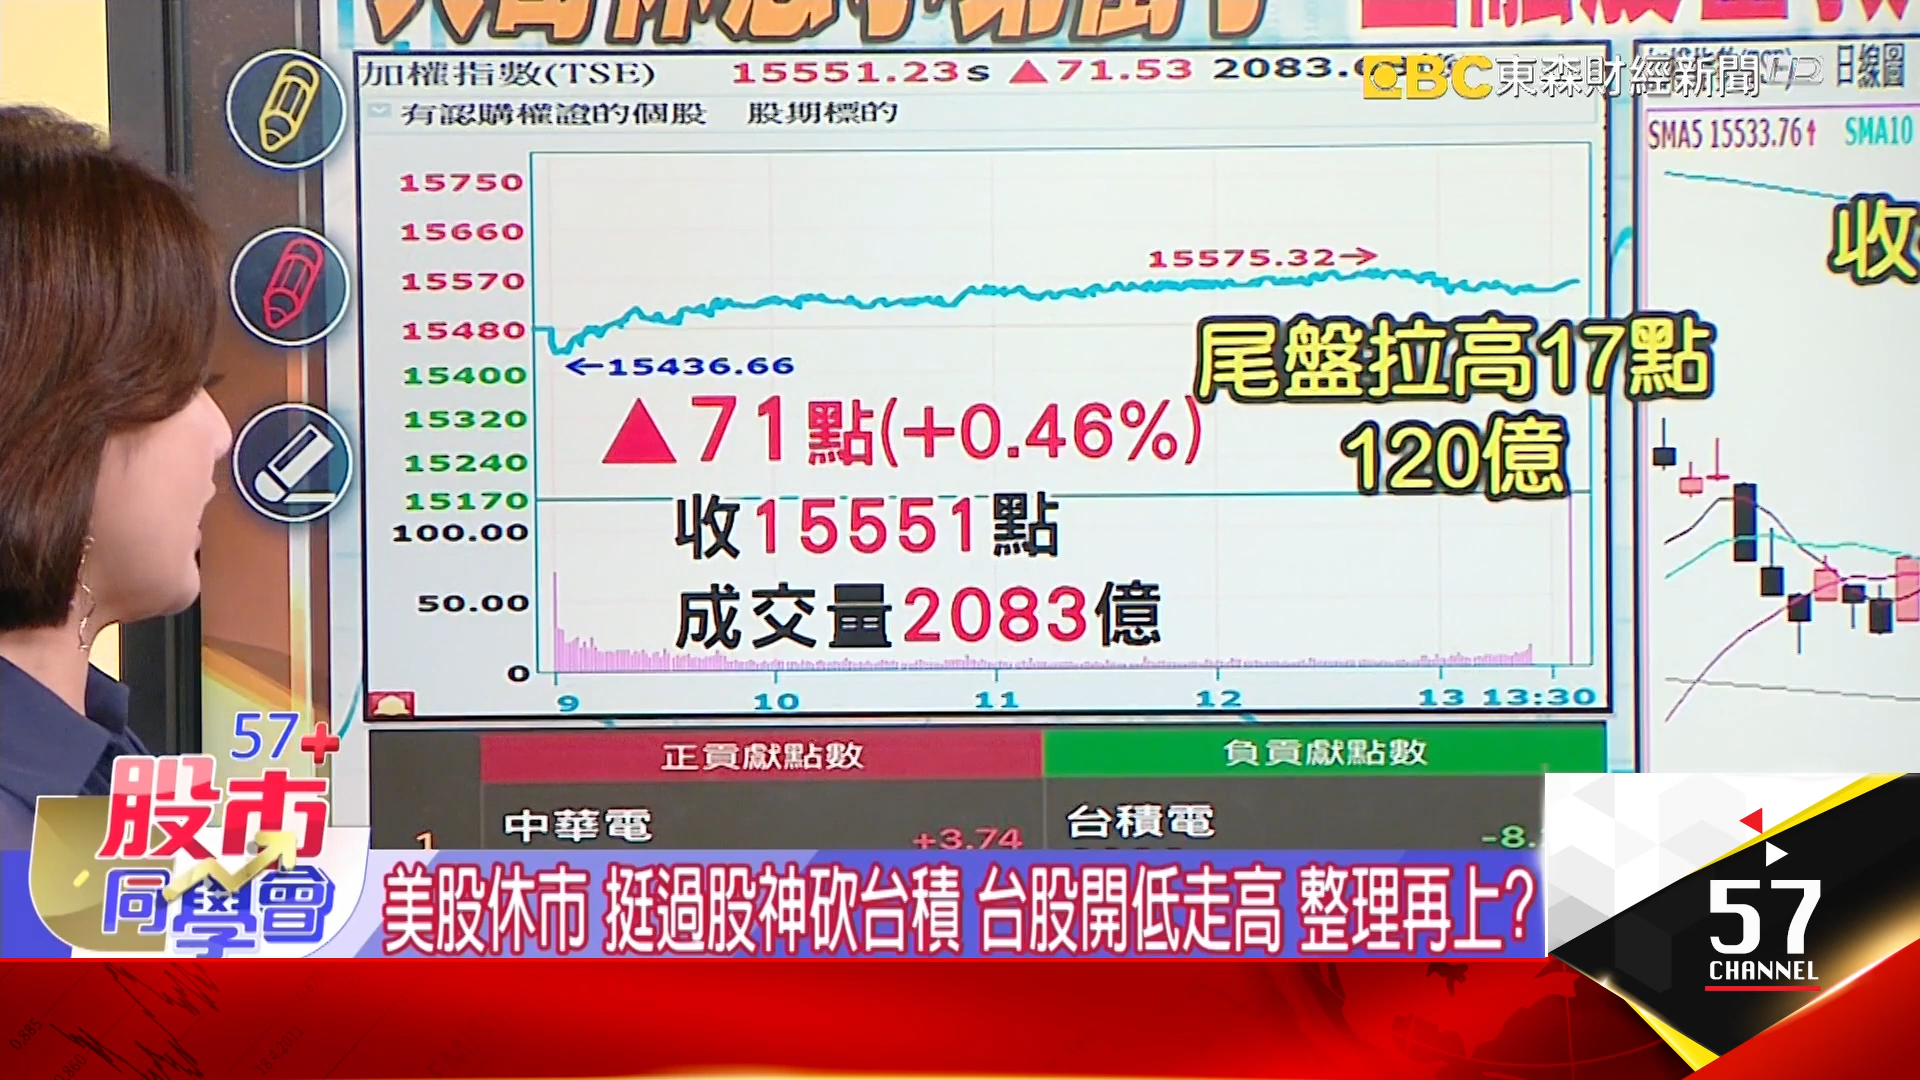 加權指數(TSE) 15551.23s ▲71.53 2083.
EBC 東森財經新聞
日線圖
有認購權證的個股 股期標的
SMA5 15533.76↑ SMA10
15750
15660
15570
15480
15400
15320
15240
15170
100.00
50.00
0
15575.32→
←15436.66
收
尾盤拉高17點
120億
▲71點(+0.46%)
收15551點
成交量2083億
9 10 11 12 13 13:30
正貢獻點數 負貢獻點數
1 中華電 +3.74 台積電 -8.
57+
股市
同學會
美股休市 挺過股神砍台積 台股開低走高 整理再上?
57
CHANNEL